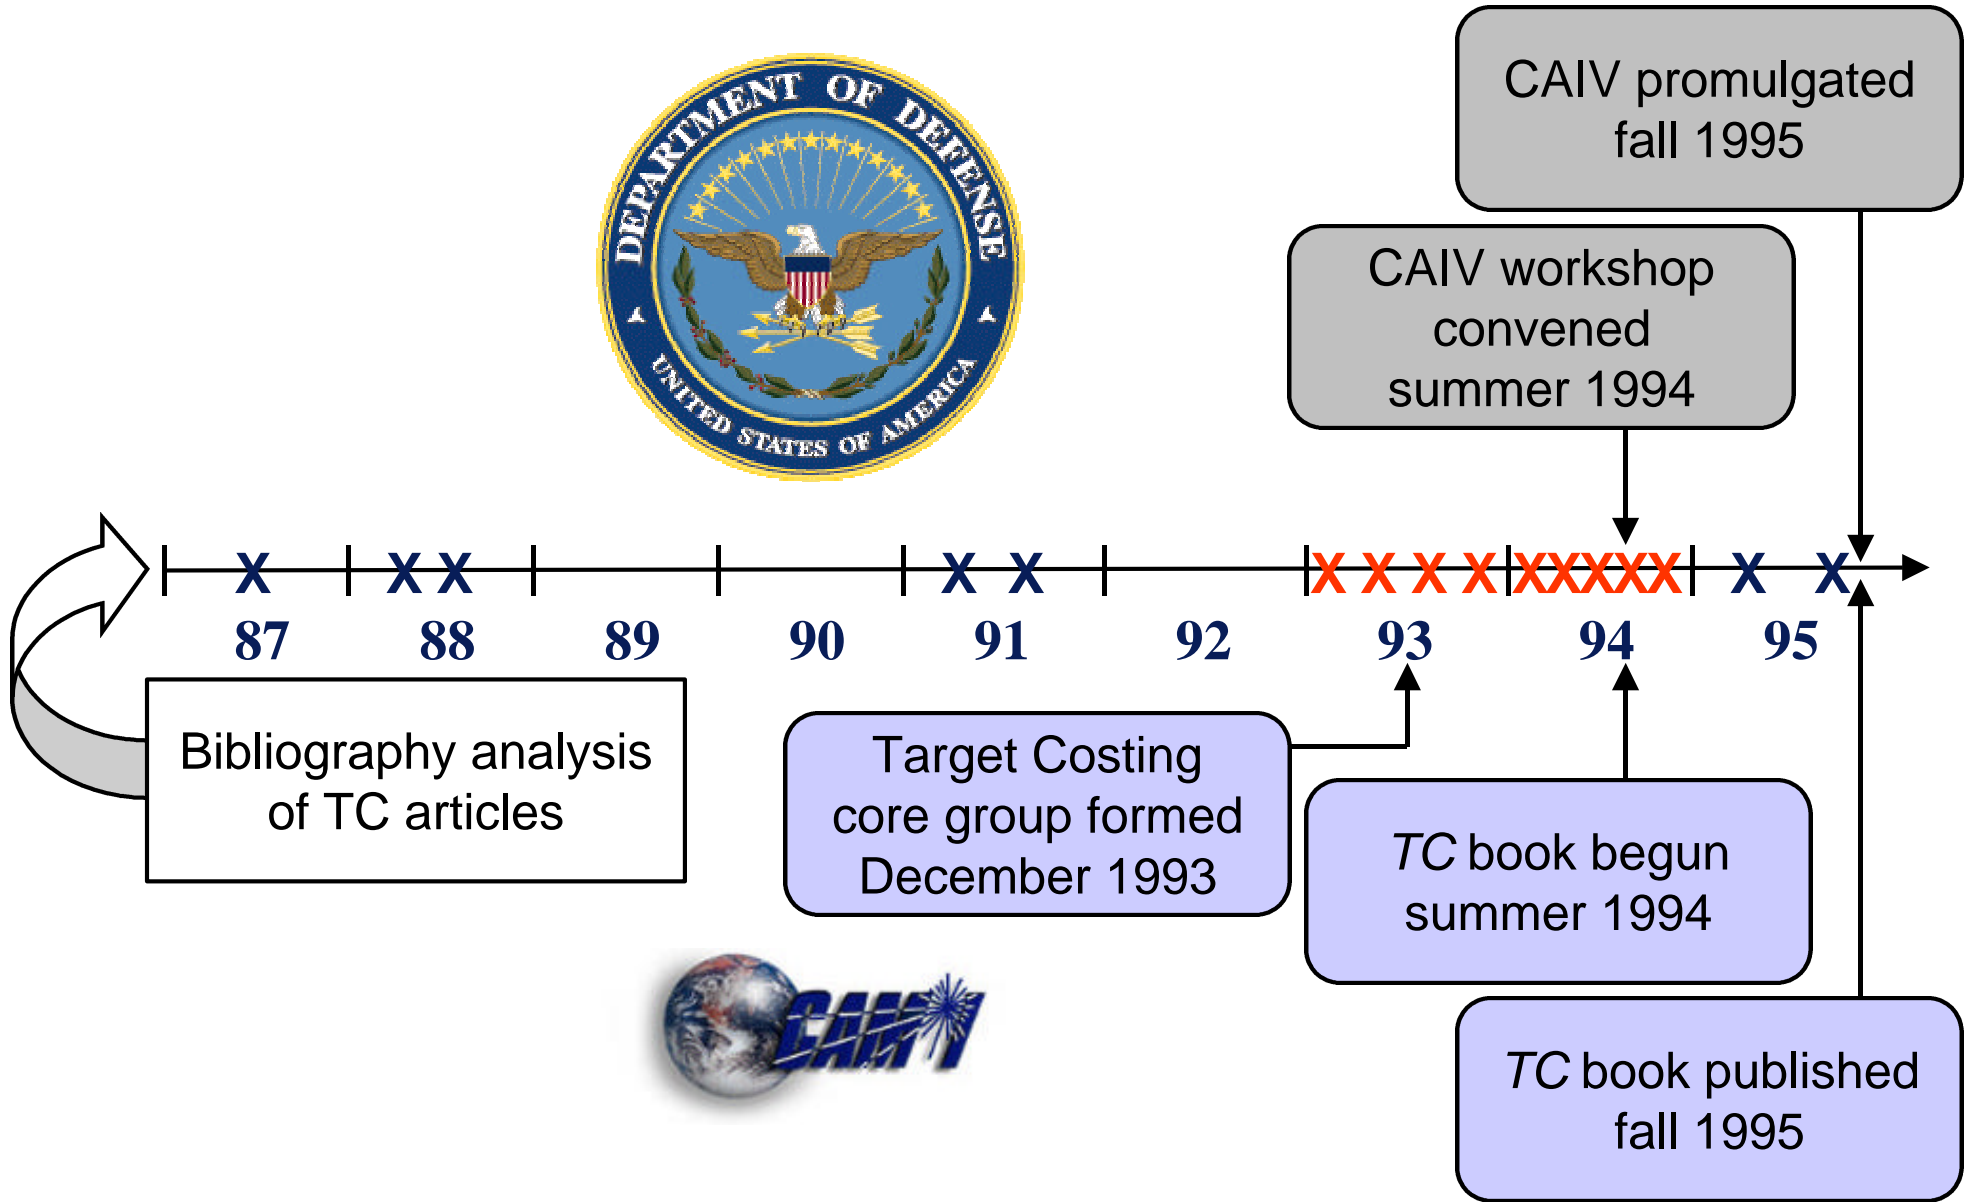 CAIV promulgated
fall 1995
DEPARTMENT OF DEFENSE
UNITED STATES OF AMERICA
CAIV workshop
convened
summer 1994
X X X X X X X X X XXXXX X X
87 88 89 90 91 92 93 94 95
Bibliography analysis
of TC articles
Target Costing
core group formed
December 1993
TC book begun
summer 1994
CAM-I
TC book published
fall 1995